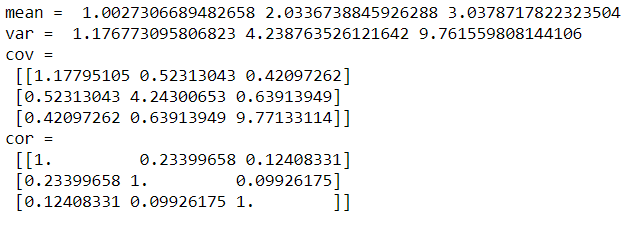 mean =  1.0027306689482658 2.0336738845926288 3.0378717822323504
var =  1.176773095806823 4.238763526121642 9.761559808144106
cov =
 [[1.17795105 0.52313043 0.42097262]
 [0.52313043 4.24300653 0.63913949]
 [0.42097262 0.63913949 9.77133114]]
cor =
 [[1.         0.23399658 0.12408331]
 [0.23399658 1.         0.09926175]
 [0.12408331 0.09926175 1.        ]]